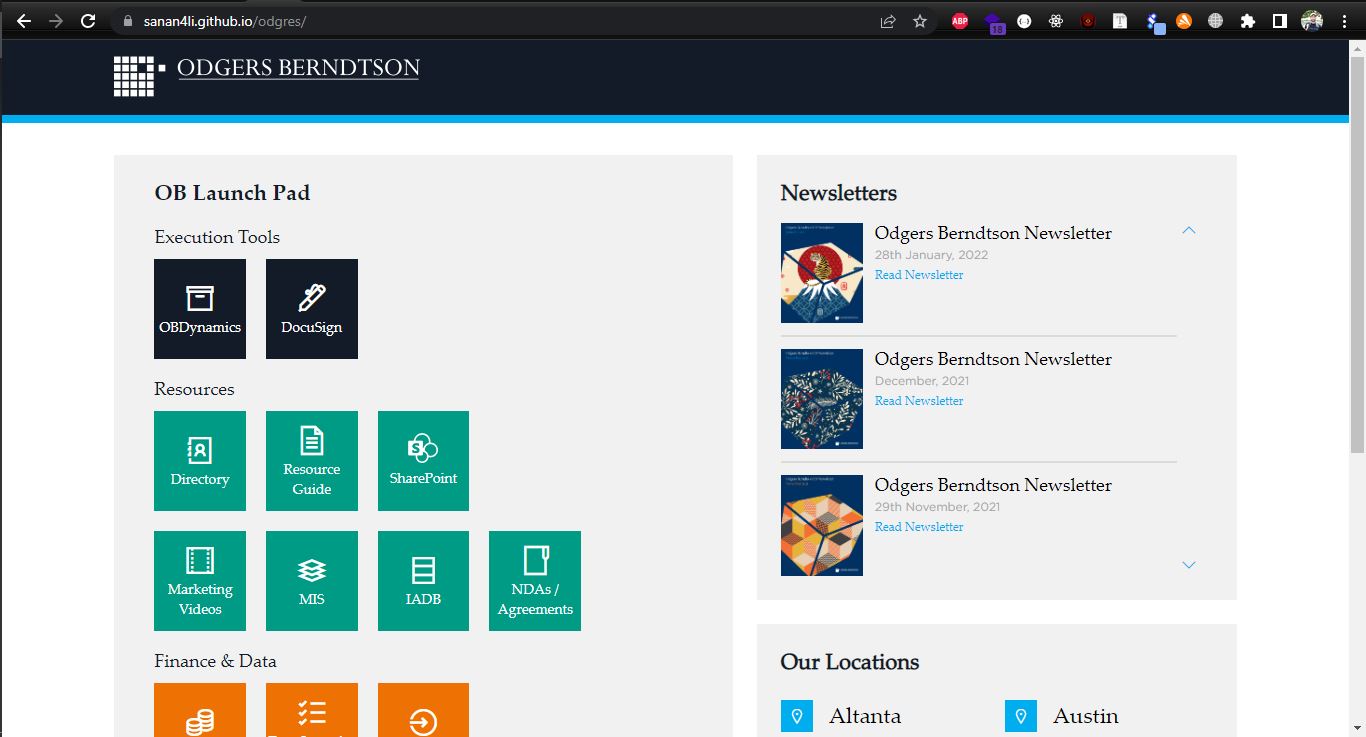 sanan4li.github.io/odgres/
ABP
18
ODGERS BERNDTSON
OB Launch Pad
Execution Tools
OBDynamics
DocuSign
Resources
Directory
Resource
Guide
SharePoint
Marketing
Videos
MIS
IADB
NDAs /
Agreements
Finance & Data
Newsletters
Odgers Berndtson Newsletter
28th January, 2022
Read Newsletter
Odgers Berndtson Newsletter
December, 2021
Read Newsletter
Odgers Berndtson Newsletter
29th November, 2021
Read Newsletter
Our Locations
Altanta
Austin